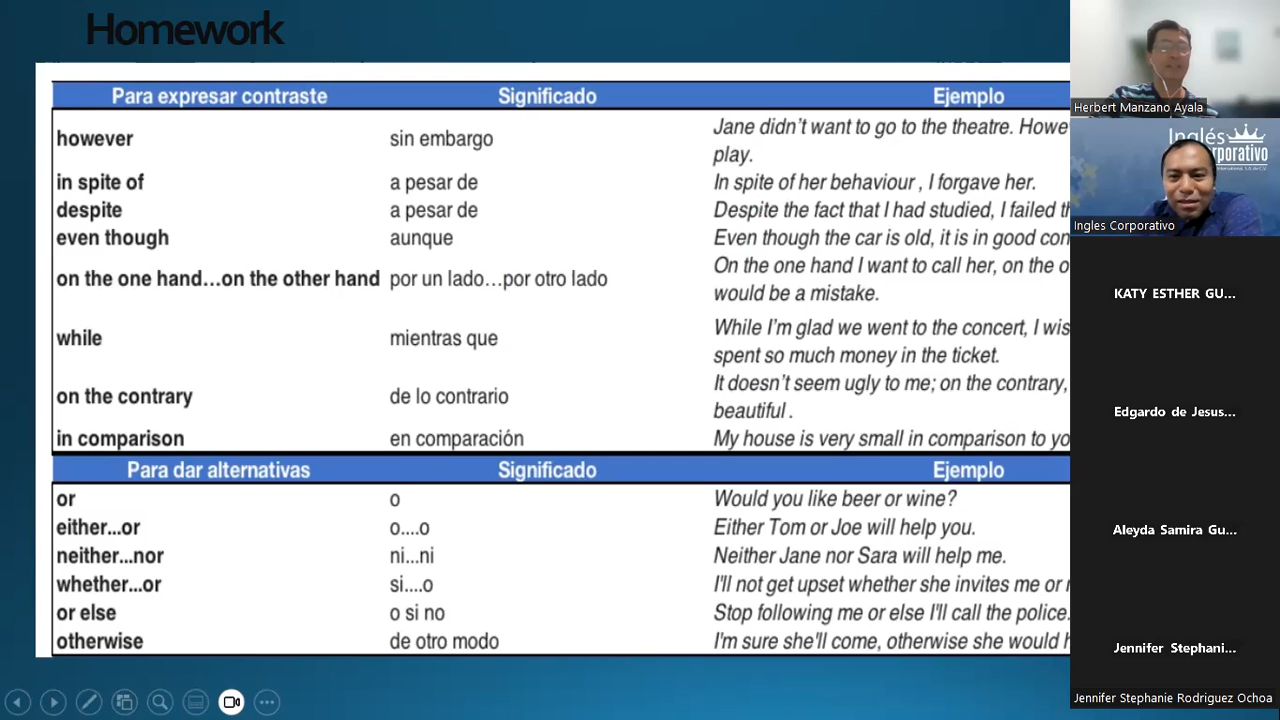 Homework
Para expresar contraste Significado Ejemplo
however sin embargo Jane didn't want to go to the theatre.
play.
in spite of a pesar de In spite of her behaviour , I forgave her.
despite a pesar de Despite the fact that I had studied, I failed
even though aunque Even though the car is old, it is in good
on the one hand…on the other hand por un lado…por otro lado On the one hand I want to call her, on the
would be a mistake.
while mientras que While I'm glad we went to the concert, I
spent so much money in the ticket.
on the contrary de lo contrario It doesn't seem ugly to me; on the contrary,
beautiful .
in comparison en comparación My house is very small in comparison to
Para dar alternativas Significado Ejemplo
or o Would you like beer or wine?
either...or o....o Either Tom or Joe will help you.
neither...nor ni...ni Neither Jane nor Sara will help me.
whether...or si....o I'll not get upset whether she invites me or
or else o si no Stop following me or else I'll call the police.
otherwise de otro modo I'm sure she'll come, otherwise she would
Herbert Manzano Ayala
Inglés
International, S.A. de C.V.
Ingles Corporativo
KATY ESTHER GU...
Edgardo de Jesus...
Aleyda Samira Gu...
Jennifer Stephani...
Jennifer Stephanie Rodriguez Ochoa